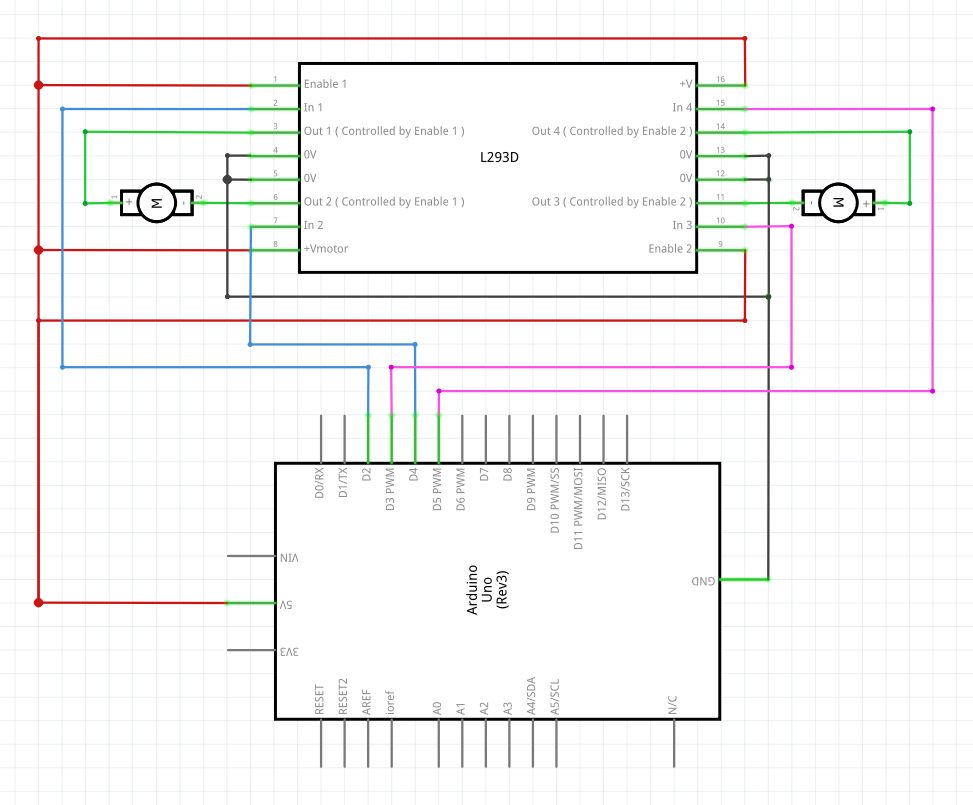 1
Enable 1
+V
16
2
In 1
In 4
15
3
Out 1 ( Controlled by Enable 1 )
Out 4 ( Controlled by Enable 2 )
14
4
0V
0V
13
L293D
5
0V
0V
12
1
+
M
-
2
6
Out 2 ( Controlled by Enable 1 )
Out 3 ( Controlled by Enable 2 )
11
2
-
M
+
1
7
In 2
In 3
10
8
+Vmotor
Enable 2
9
D0/RX
D1/TX
D2
D3 PWM
D4
D5 PWM
D6 PWM
D7
D8
D9 PWM
D10 PWM/SS
D11 PWM/MOSI
D12/MISO
D13/SCK
VIN
5V
3V3
Arduino
Uno
(Rev3)
GND
RESET
RESET2
AREF
ioref
A0
A1
A2
A3
A4/SDA
A5/SCL
N/C